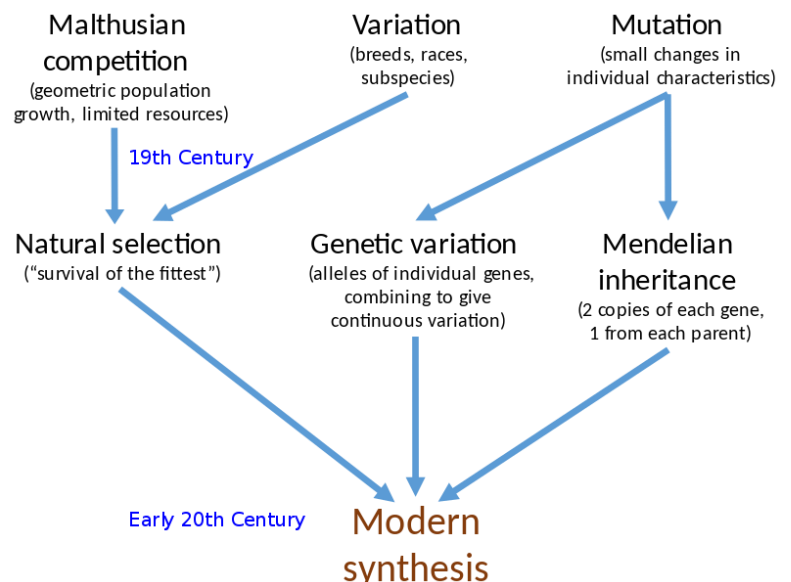 Malthusian
competition
(geometric population
growth, limited resources)
Variation
(breeds, races,
subspecies)
Mutation
(small changes in
individual characteristics)
19th Century
Natural selection
(“survival of the fittest”)
Genetic variation
(alleles of individual genes,
combining to give
continuous variation)
Mendelian
inheritance
(2 copies of each gene,
1 from each parent)
Early 20th Century
Modern
synthesis